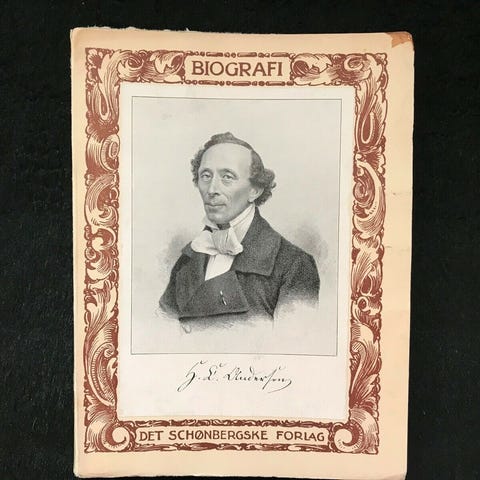 BIOGRAFI
H. C. Andersen
DET SCHØNBERGSKE FORLAG